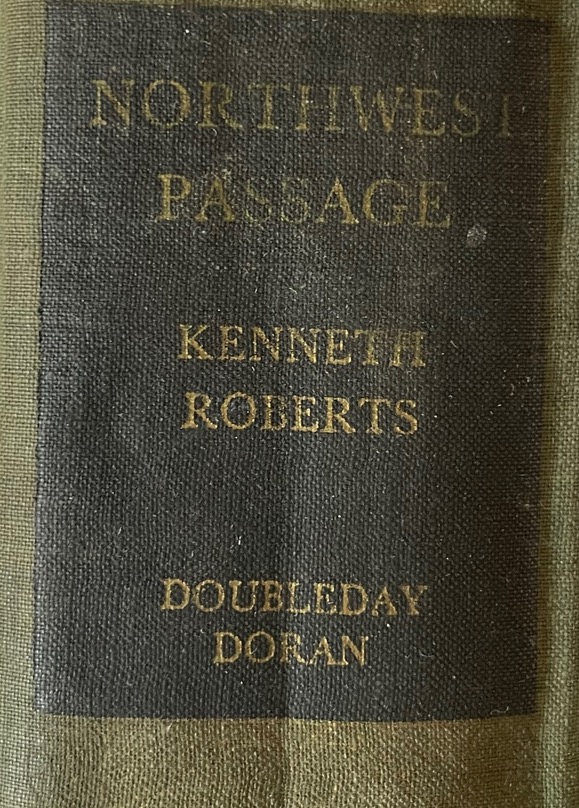 NORTHWEST
PASSAGE
KENNETH
ROBERTS
DOUBLEDAY
DORAN